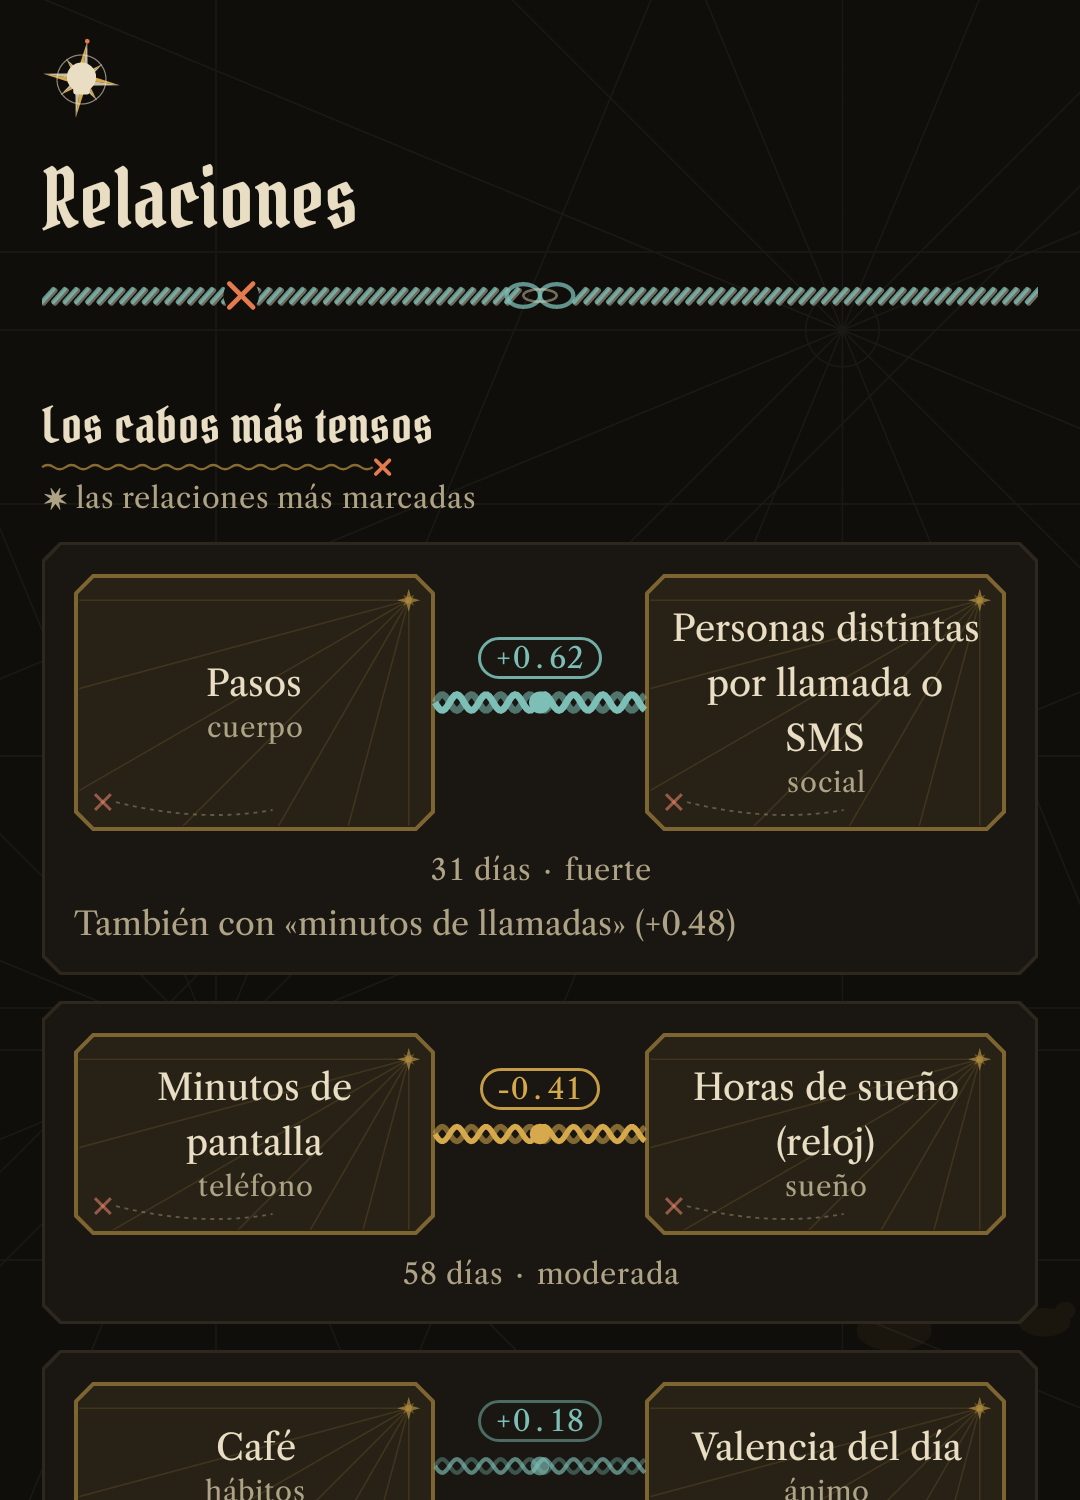 Relaciones
Los cabos más tensos
las relaciones más marcadas
Pasos
cuerpo
+0.62
Personas distintas
por llamada o
SMS
social
31 días · fuerte
También con «minutos de llamadas» (+0.48)
Minutos de
pantalla
teléfono
-0.41
Horas de sueño
(reloj)
sueño
58 días · moderada
Café
hábitos
+0.18
Valencia del día
ánimo